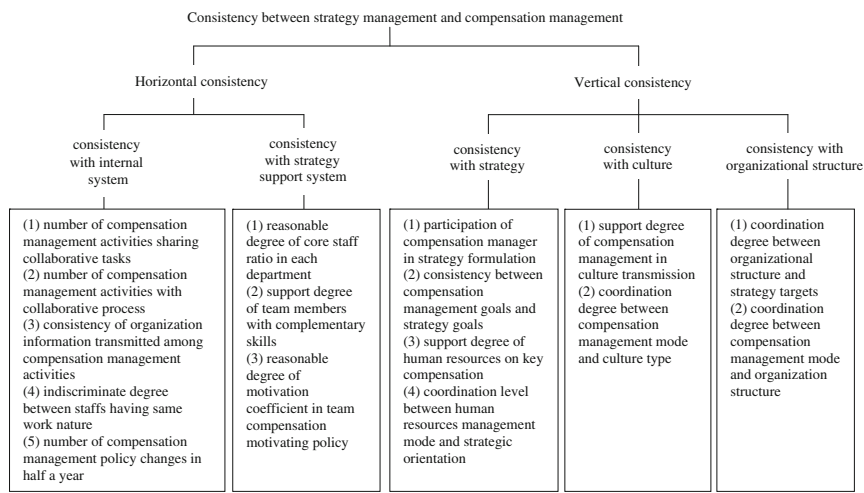 Consistency between strategy management and compensation management
Horizontal consistency
Vertical consistency
consistency
with internal
system
consistency
with strategy
support system
consistency
with strategy
consistency
with culture
consistency with
organizational structure
(1) number of compensation
management activities sharing
collaborative tasks
(2) number of compensation
management activities with
collaborative process
(3) consistency of organization
information transmitted among
compensation management
activities
(4) indiscriminate degree
between staffs having same
work nature
(5) number of compensation
management policy changes in
half a year
(1) reasonable
degree of core staff
ratio in each
department
(2) support degree
of team members
with complementary
skills
(3) reasonable
degree of
motivation
coefficient in team
compensation
motivating policy
(1) participation of
compensation manager
in strategy formulation
(2) consistency between
compensation
management goals and
strategy goals
(3) support degree of
human resources on key
compensation
(4) coordination level
between human
resources management
mode and strategic
orientation
(1) support degree
of compensation
management in
culture transmission
(2) coordination
degree between
compensation
management mode
and culture type
(1) coordination
degree between
organizational
structure and
strategy targets
(2) coordination
degree between
compensation
management mode
and organization
structure